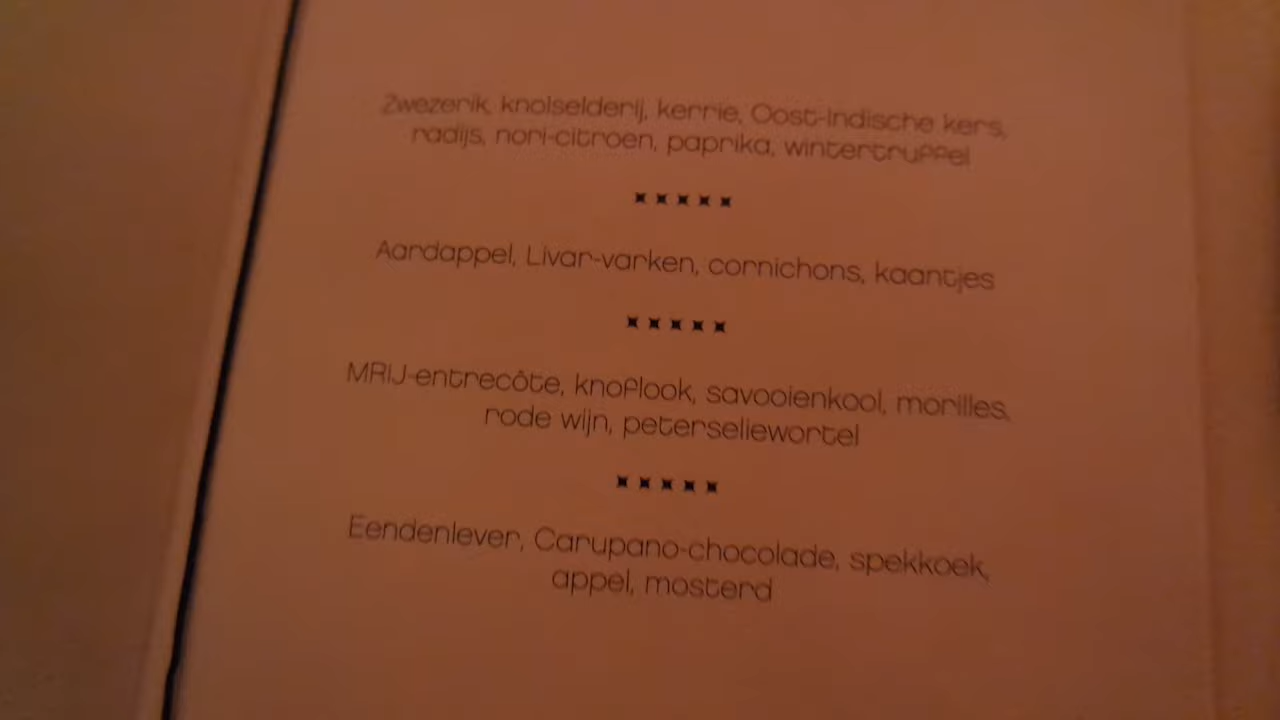 Zwezerik, knolselderij, kerrie, Oost-Indische kers,
radijs, nori-citroen, paprika, wintertruffel
Aardappel, Livar-varken, cornichons, kaantjes
MRIJ-entrecôte, knoflook, savooienkool, morilles,
rode wijn, peterseliewortel
Eendenlever, Carupano-chocolade, spekkoek,
appel, mosterd